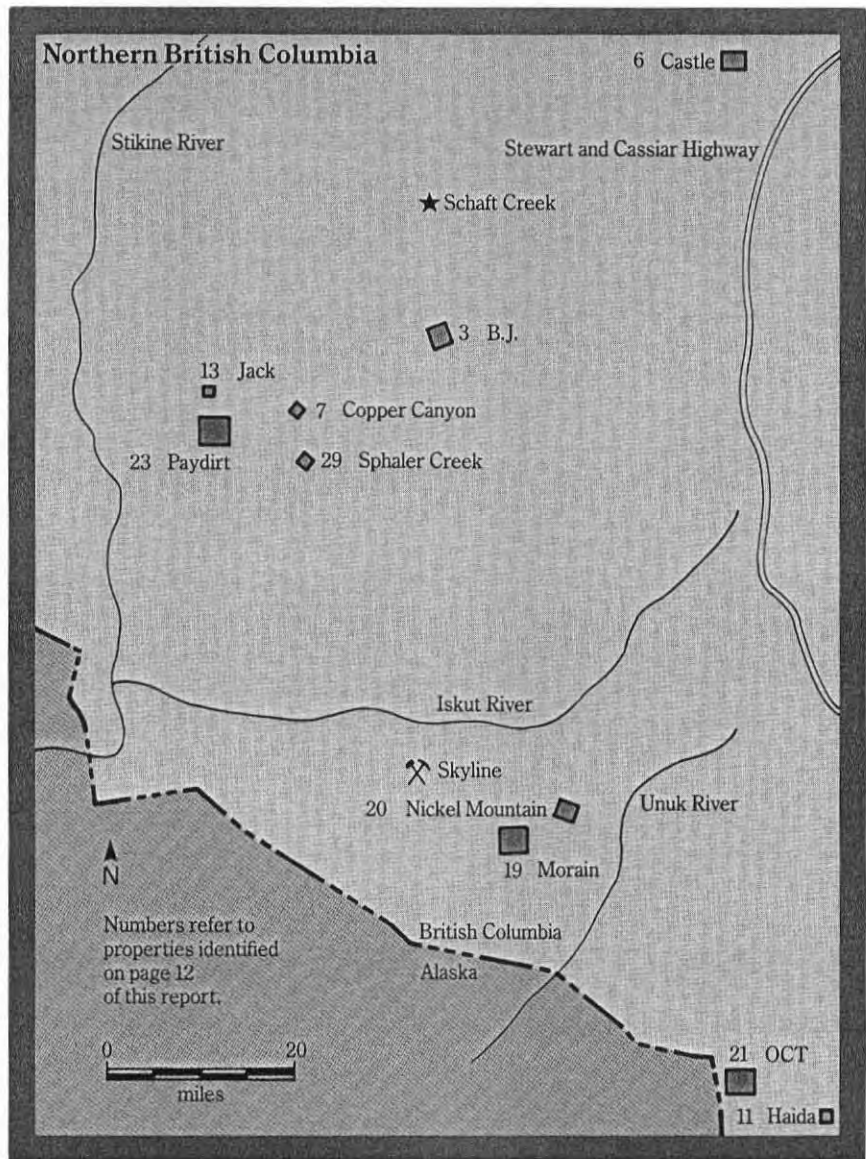 Northern British Columbia
6 Castle
Stikine River
Stewart and Cassiar Highway
Schaft Creek
3 B.J.
13 Jack
7 Copper Canyon
23 Paydirt
29 Sphaler Creek
Iskut River
Skyline
20 Nickel Mountain
Unuk River
19 Morain
N
Numbers refer to
properties identified
on page 12
of this report.
British Columbia
Alaska
0 20
miles
21 OCT
11 Haida